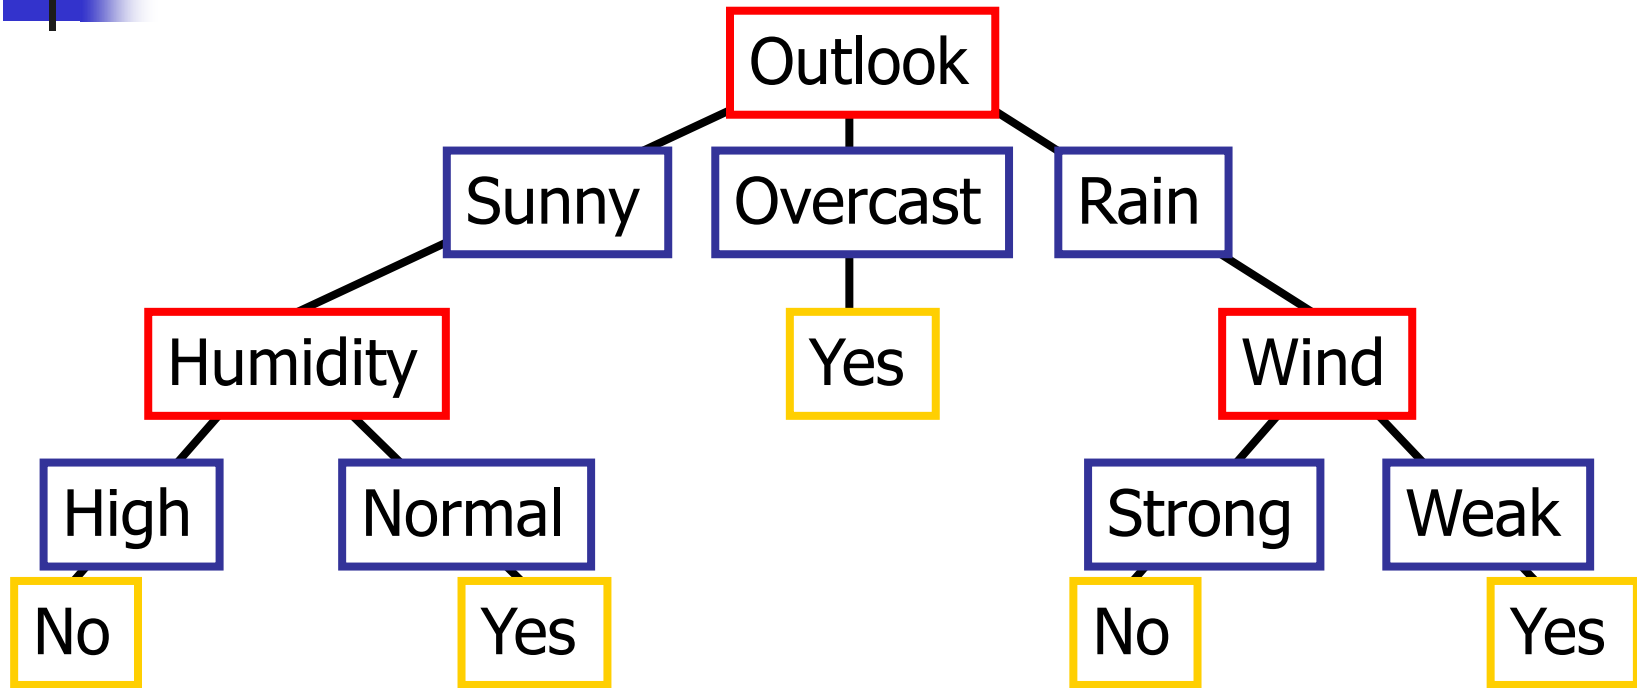 Outlook
Sunny Overcast Rain
Humidity Yes Wind
High Normal Strong Weak
No Yes No Yes